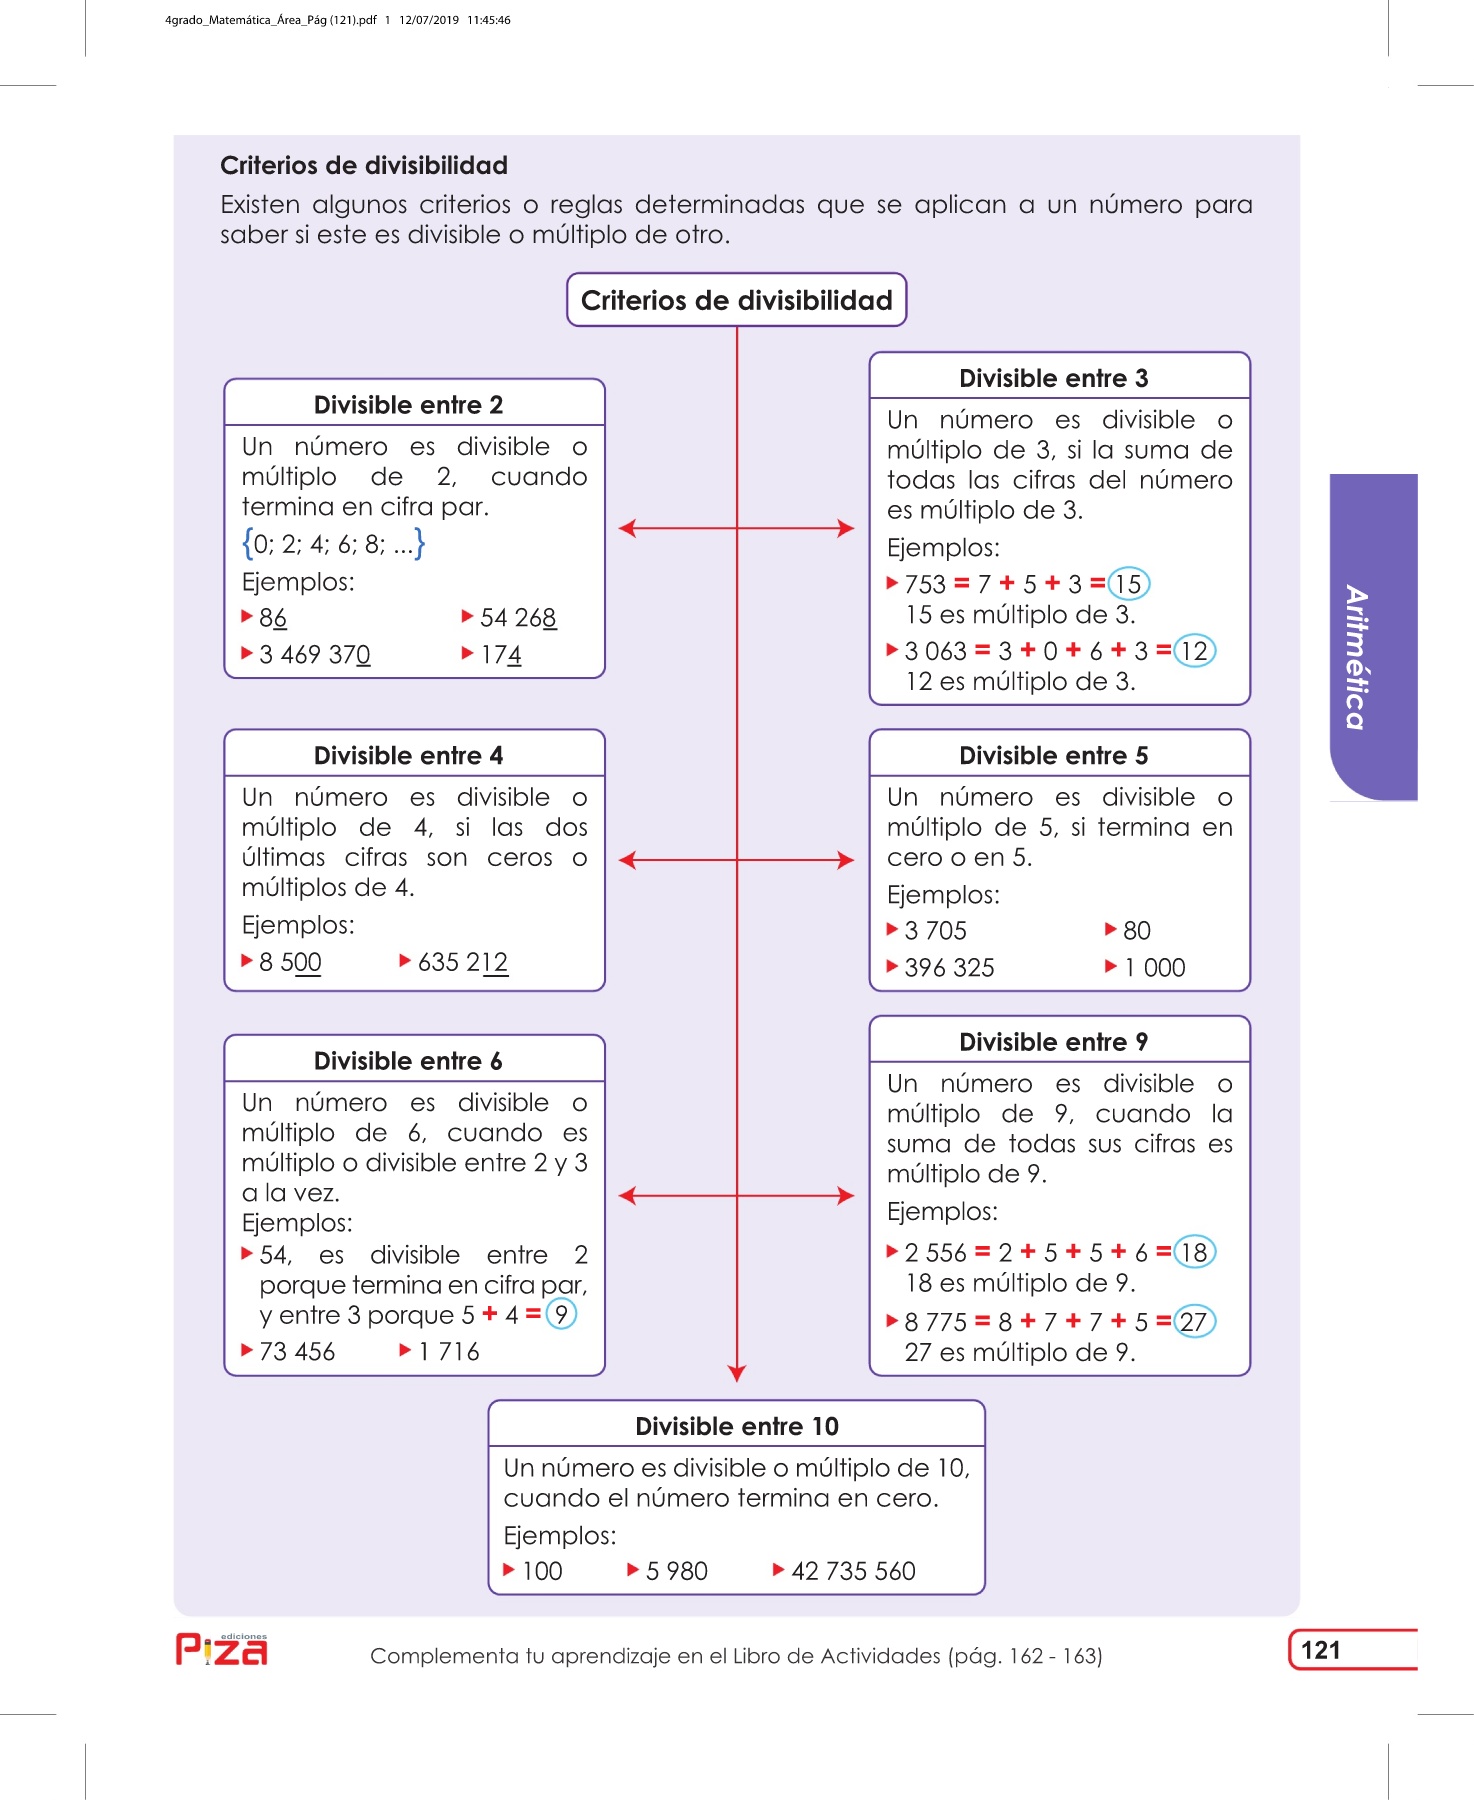 4grado_Matemática_Área_Pág (121).pdf 1 12/07/2019 11:45:46
Criterios de divisibilidad
Existen algunos criterios o reglas determinadas que se aplican a un número para
saber si este es divisible o múltiplo de otro.
Criterios de divisibilidad
Divisible entre 2
Un número es divisible o
múltiplo de 2, cuando
termina en cifra par.
{0; 2; 4; 6; 8; ...}
Ejemplos:
86 54 268
3 469 370 174
Divisible entre 3
Un número es divisible o
múltiplo de 3, si la suma de
todas las cifras del número
es múltiplo de 3.
Ejemplos:
753 = 7 + 5 + 3 = 15
15 es múltiplo de 3.
3 063 = 3 + 0 + 6 + 3 = 12
12 es múltiplo de 3.
Divisible entre 4
Un número es divisible o
múltiplo de 4, si las dos
últimas cifras son ceros o
múltiplos de 4.
Ejemplos:
8 500 635 212
Divisible entre 5
Un número es divisible o
múltiplo de 5, si termina en
cero o en 5.
Ejemplos:
3 705 80
396 325 1 000
Divisible entre 6
Un número es divisible o
múltiplo de 6, cuando es
múltiplo o divisible entre 2 y 3
a la vez.
Ejemplos:
54, es divisible entre 2
porque termina en cifra par,
y entre 3 porque 5 + 4 = 9
73 456 1 716
Divisible entre 9
Un número es divisible o
múltiplo de 9, cuando la
suma de todas sus cifras es
múltiplo de 9.
Ejemplos:
2 556 = 2 + 5 + 5 + 6 = 18
18 es múltiplo de 9.
8 775 = 8 + 7 + 7 + 5 = 27
27 es múltiplo de 9.
Divisible entre 10
Un número es divisible o múltiplo de 10,
cuando el número termina en cero.
Ejemplos:
100 5 980 42 735 560
Aritmética
ediciones
Piza
Complementa tu aprendizaje en el Libro de Actividades (pág. 162 - 163)
121